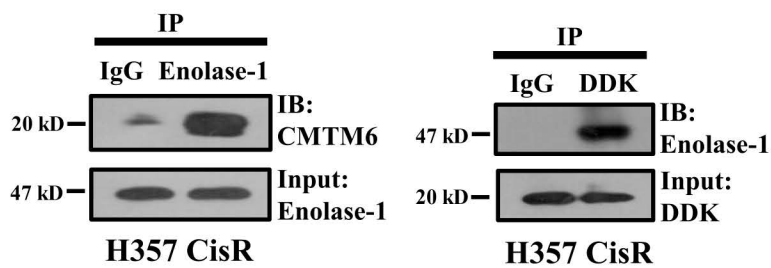 IP
IgG Enolase-1
20 kD
IB:
CMTM6
47 kD
Input:
Enolase-1
H357 CisR
IP
IgG DDK
47 kD
IB:
Enolase-1
20 kD
Input:
DDK
H357 CisR